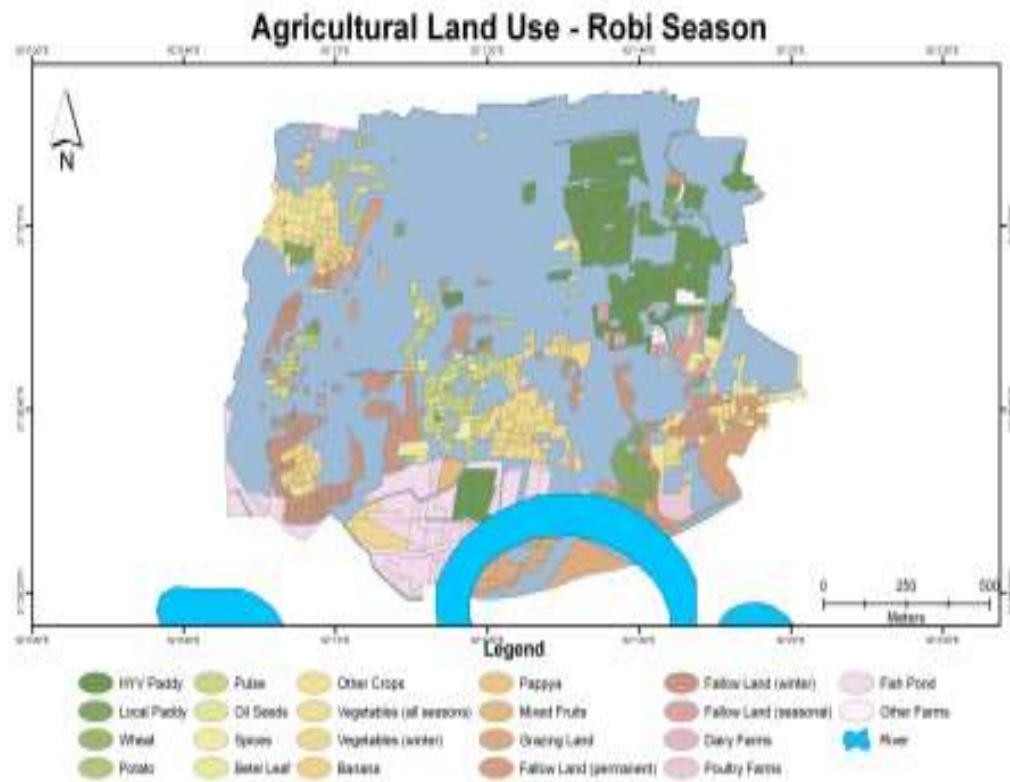 Agricultural Land Use - Robi Season
N
0 250 500
Meters
Legend
HYV Paddy
Local Paddy
Wheat
Potato
Pulse
Oil Seeds
Spices
Betel Leaf
Other Crops
Vegetables (all seasons)
Vegetables (winter)
Banana
Pappya
Mixed Fruits
Grazing Land
Fallow Land (permanent)
Fallow Land (winter)
Fallow Land (seasonal)
Dairy Farms
Poultry Farms
Fish Pond
Other Farms
River